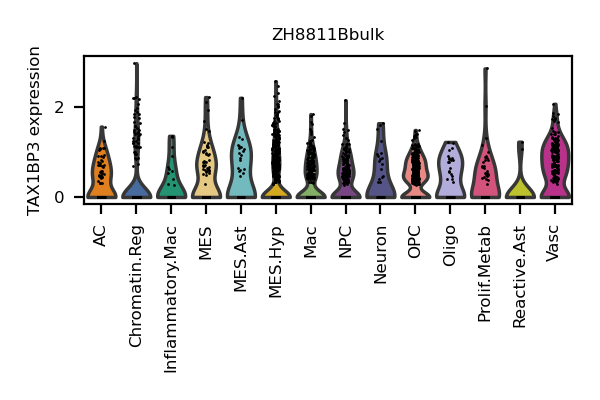 ZH8811Bbulk
TAX1BP3 expression
2
0
AC
Chromatin.Reg
Inflammatory.Mac
MES
MES.Ast
MES.Hyp
Mac
NPC
Neuron
OPC
Oligo
Prolif.Metab
Reactive.Ast
Vasc